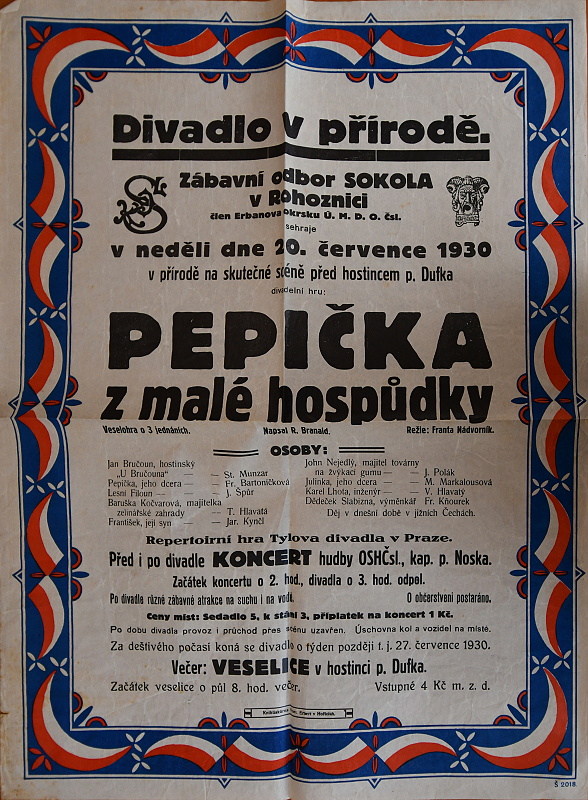 Divadlo v přírodě.
Zábavní odbor SOKOLA
v Rohoznici
člen Erbanova okrsku Ú. M. D. O. Čsl.
sehraje
v neděli dne 20. července 1930
v přírodě na skutečné scéně před hostincem p. Dufka
divadelní hru:
PEPIČKA
z malé hospůdky
Veselohra o 3 jednáních. Napsal R. Branald. Režie: Franta Nádvorník.
OSOBY:
Jan Bručoun, hostinský
„U Bručouna“ — — St. Munzar
Pepička, jeho dcera — Fr. Bartoničková
Lesní Filoun — — J. Špůr
Baruška Kočvarová, majitelka
zelinářské zahrady — T. Hlavatá
František, její syn — — Jar. Kynčl
John Nejedlý, majitel továrny
na žvýkací gumu — — J. Polák
Julinka, jeho dcera — — M. Markalousová
Karel Lhota, inženýr — — V. Hlavatý
Dědeček Slabizna, výměnkář Fr. Kňourek
Děj v dnešní době v jižních Čechách.
Repertoirní hra Tylova divadla v Praze.
Před i po divadle KONCERT hudby OSHČsl., kap. p. Noska.
Začátek koncertu o 2. hod., divadla o 3. hod. odpol.
Po divadle různé zábavné atrakce na suchu i na vodě. O občerstvení postaráno.
Ceny míst: Sedadlo 5, k stání 3, příplatek na koncert 1 Kč.
Po dobu divadla provoz i průchod přes scénu uzavřen. Úschovna kol a vozidel na místě.
Za deštivého počasí koná se divadlo o týden později t. j. 27. července 1930.
Večer: VESELICE v hostinci p. Dufka.
Začátek veselice o půl 8. hod. večer. Vstupné 4 Kč m. z. d.
Erbert v Hořicích.
Š 2018